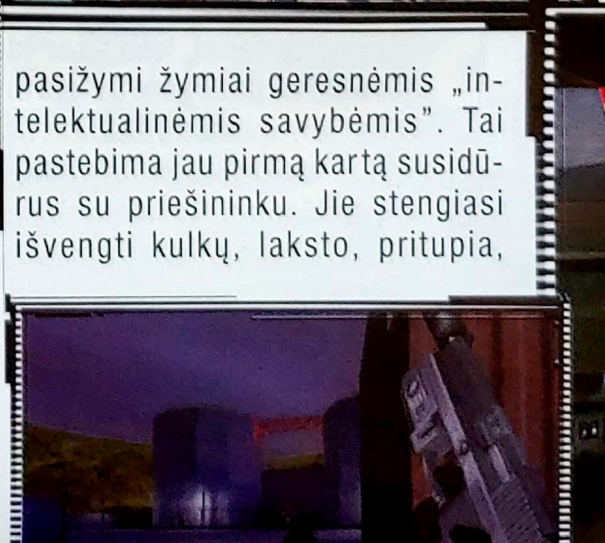 pasižymi žymiai geresnėmis „in-
telektualinėmis savybėmis”. Tai
pastebima jau pirmą kartą susidū-
rus su priešininku. Jie stengiasi
išvengti kulkų, laksto, pritupia,